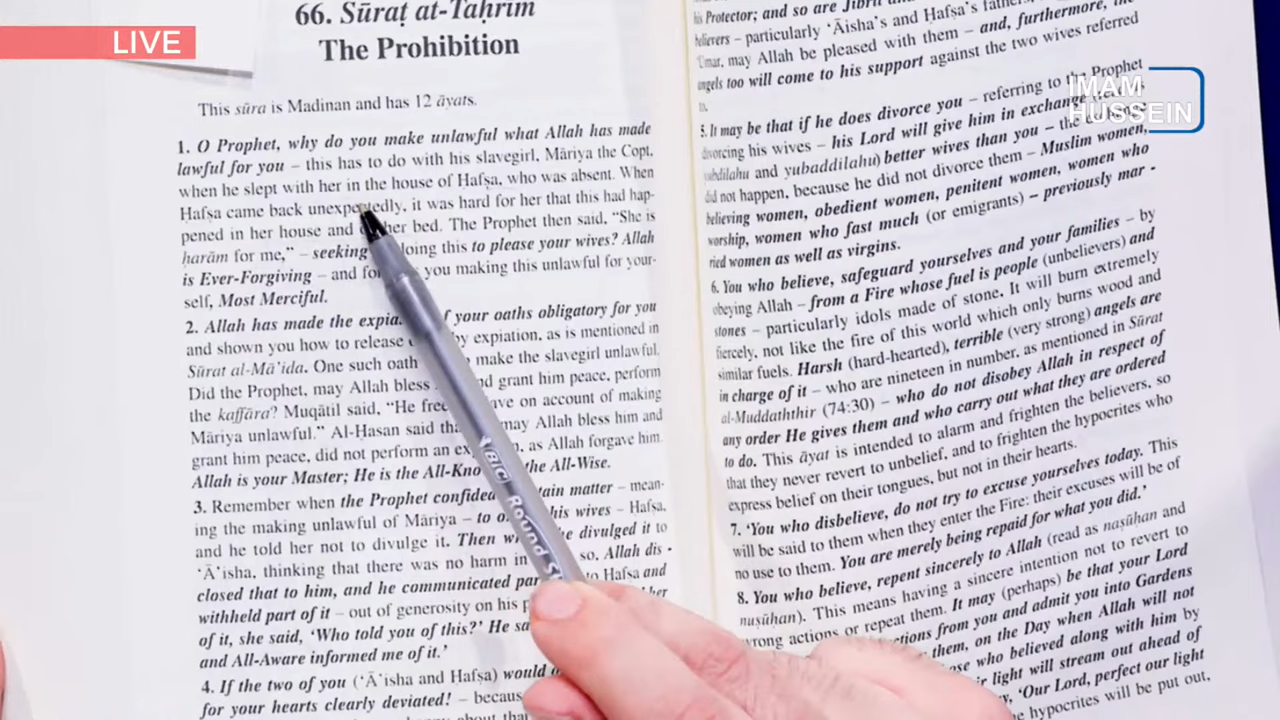 LIVE
IMAM
HUSSEIN
66. Sūraṭ at-Taḥrīm
The Prohibition
This sūra is Madinan and has 12 āyats.
1. O Prophet, why do you make unlawful what Allah has made
lawful for you – this has to do with his slavegirl, Māriya the Copt,
when he slept with her in the house of Ḥafṣa, who was absent. When
Ḥafṣa came back unexpectedly, it was hard for her that this had hap-
pened in her house and her bed. The Prophet then said, “She is
ḥarām for me,” – seeking doing this to please your wives? Allah
is Ever-Forgiving – and you making this unlawful for your-
self, Most Merciful.
2. Allah has made the your oaths obligatory for you
and shown you how to release by expiation, as is mentioned in
Sūrat al-Mā’ida. One such oath make the slavegirl unlawful.
Did the Prophet, may Allah bless grant him peace, perform
the kaffāra? Muqātil said, “He on account of making
Māriya unlawful.” Al-Ḥasan said may Allah bless him and
grant him peace, did not perform an as Allah forgave him.
Allah is your Master; He is the the All-Wise.
3. Remember when the Prophet confided matter – mean-
ing the making unlawful of Māriya – to his wives – Ḥafṣa,
and he told her not to divulge it. Then divulged it to
‘Ā’isha, thinking that there was no harm in so, Allah dis -
closed that to him, and he communicated to Ḥafṣa and
withheld part of it – out of generosity on his
of it, she said, ‘Who told you of this?’ He
and All-Aware informed me of it.’
4. If the two of you (‘Ā’isha and Ḥafṣa) would
for your hearts clearly deviated! –
his Protector; and so are Jibril
believers – particularly ‘Āisha’s and Ḥafṣa’s fathers,
‘Umar, may Allah be pleased with them – and, furthermore, the
angels too will come to his support against the two wives referred
to.
5. It may be that if he does divorce you – referring to the Prophet
divorcing his wives – his Lord will give him in exchange
yubdilahu and yubaddilahu) better wives than you – the
did not happen, because he did not divorce them – Muslim women,
believing women, obedient women, penitent women, women who
worship, women who fast much (or emigrants) – previously mar -
ried women as well as virgins.
6. You who believe, safeguard yourselves and your families – by
obeying Allah – from a Fire whose fuel is people (unbelievers) and
stones – particularly idols made of stone. It will burn extremely
fiercely, not like the fire of this world which only burns wood and
similar fuels. Harsh (hard-hearted), terrible (very strong) angels are
in charge of it – who are nineteen in number, as mentioned in Sūrat
al-Muddaththir (74:30) – who do not disobey Allah in respect of
any order He gives them and who carry out what they are ordered
to do. This āyat is intended to alarm and frighten the believers, so
that they never revert to unbelief, and to frighten the hypocrites who
express belief on their tongues, but not in their hearts.
7. ‘You who disbelieve, do not try to excuse yourselves today. This
will be said to them when they enter the Fire: their excuses will be of
no use to them. You are merely being repaid for what you did.’
8. You who believe, repent sincerely to Allah (read as naṣūḥan and
nuṣūḥan). This means having a sincere intention not to revert to
wrong actions or repeat them. It may (perhaps) be that your Lord
actions from you and admit you into Gardens
them, on the Day when Allah will not
who believed along with him by
light will stream out ahead of
‘Our Lord, perfect our light
hypocrites will be put out,
BIC Round